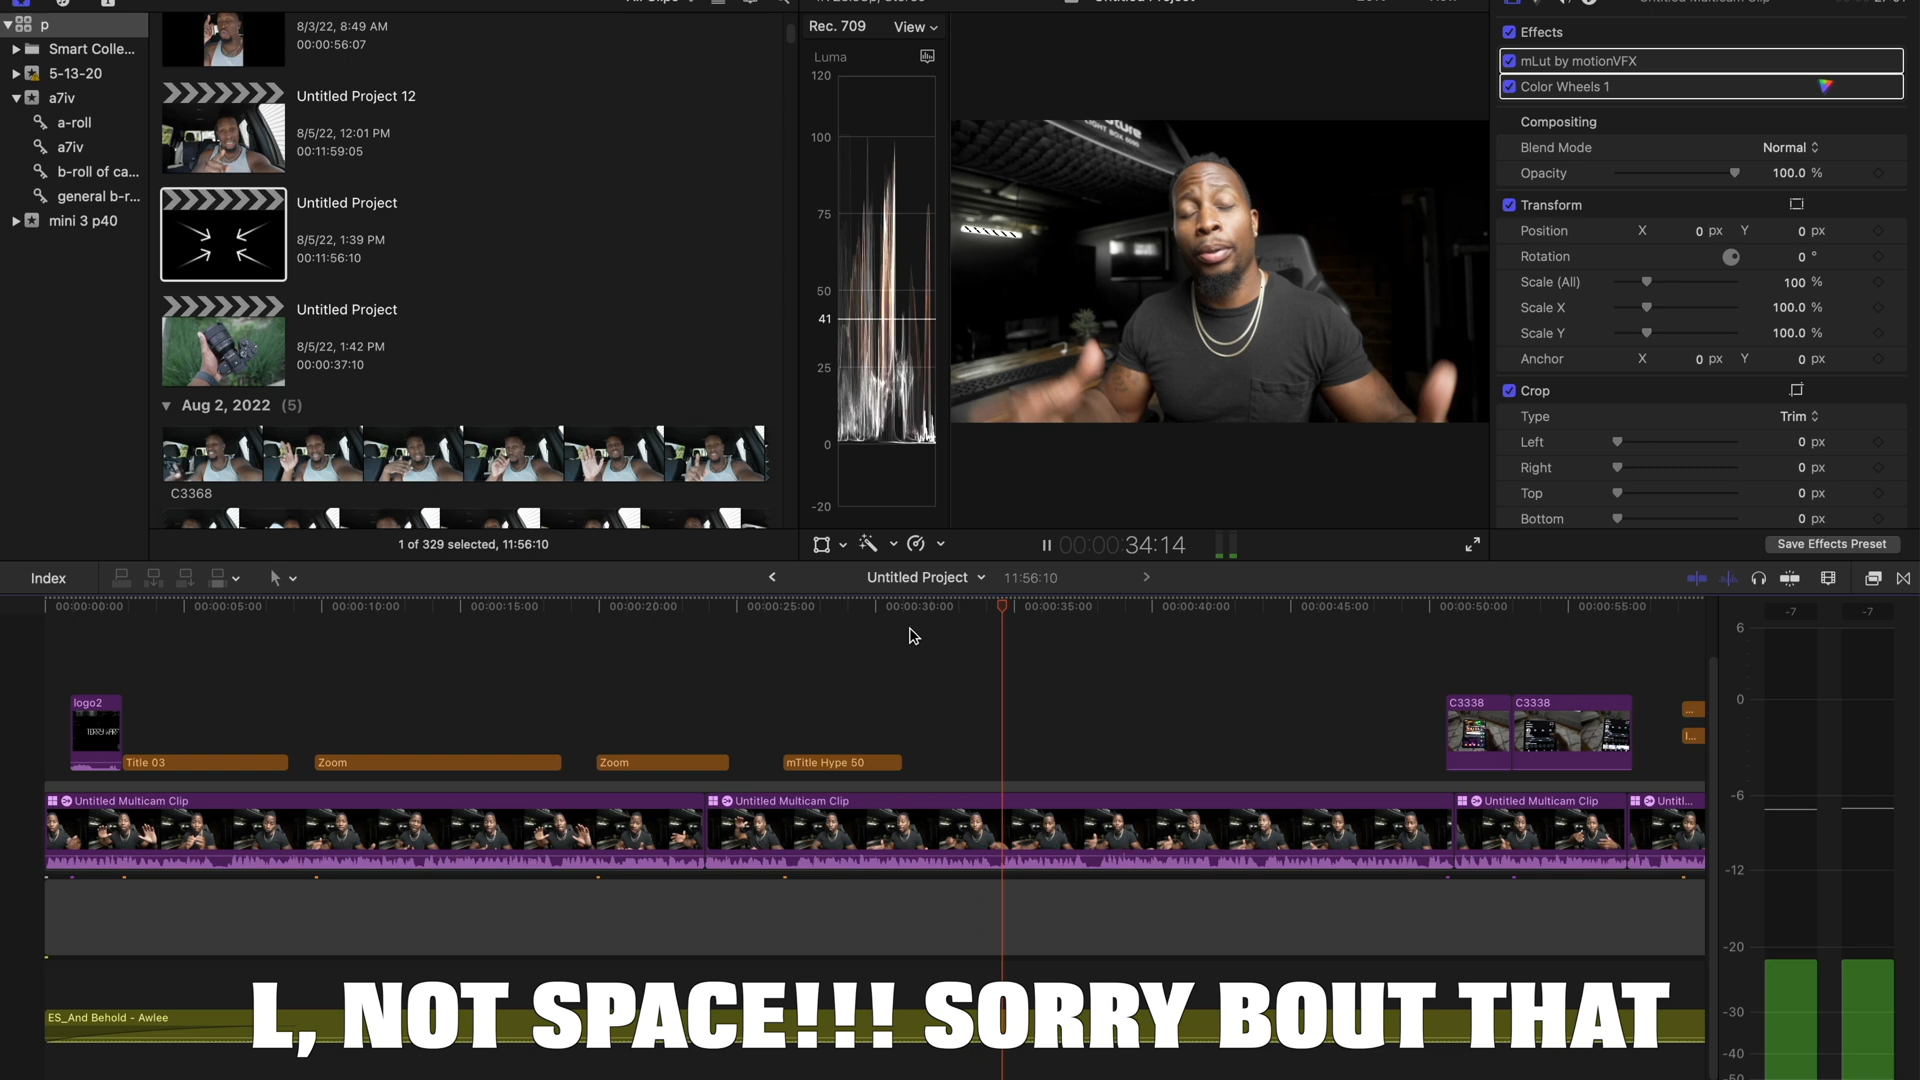 p
Smart Colle...
5-13-20
a7iv
a-roll
a7iv
b-roll of ca...
general b-r...
mini 3 p40
8/3/22, 8:49 AM
00:00:56:07
Untitled Project 12
8/5/22, 12:01 PM
00:11:59:05
Untitled Project
8/5/22, 1:39 PM
00:11:56:10
Untitled Project
8/5/22, 1:42 PM
00:00:37:10
Aug 2, 2022 (5)
C3368
1 of 329 selected, 11:56:10
Rec. 709 View
Luma
120
100
75
50
41
25
0
-20
00:00:00:34:14
Effects
mLut by motionVFX
Color Wheels 1
Compositing
Blend Mode Normal
Opacity 100.0 %
Transform
Position X 0 px Y 0 px
Rotation 0 °
Scale (All) 100 %
Scale X 100.0 %
Scale Y 100.0 %
Anchor X 0 px Y 0 px
Crop
Type Trim
Left 0 px
Right 0 px
Top 0 px
Bottom 0 px
Save Effects Preset
Index
Untitled Project 11:56:10
00:00:00:00 00:00:05:00 00:00:10:00 00:00:15:00 00:00:20:00 00:00:25:00 00:00:30:00 00:00:35:00 00:00:40:00 00:00:45:00 00:00:50:00 00:00:55:00
-7 -7
6
0
-6
-12
-20
-30
-40
-50
logo2
C3338 C3338
Title 03 Zoom Zoom mTitle Hype 50
... I...
Untitled Multicam Clip Untitled Multicam Clip Untitled Multicam Clip Untitl...
ES_And Behold - Awlee
L, NOT SPACE!!! SORRY BOUT THAT